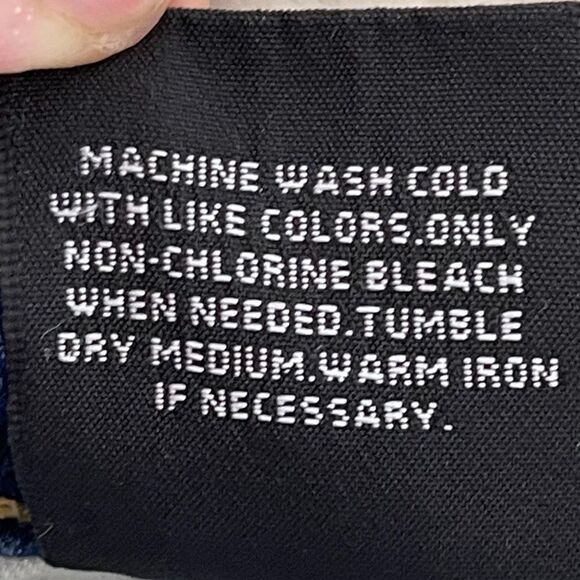 MACHINE WASH COLD
WITH LIKE COLORS.ONLY
NON-CHLORINE BLEACH
WHEN NEEDED.TUMBLE
DRY MEDIUM.WARM IRON
IF NECESSARY.